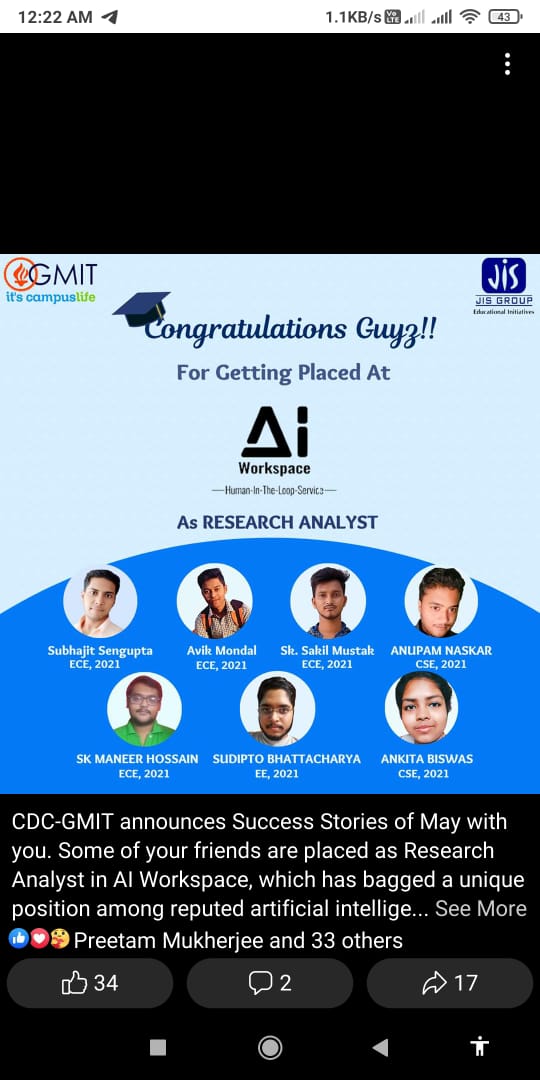 12:22 AM
1.1KB/s Vo LTE 43
GMIT
it's campuslife
JIS
JIS GROUP
Educational Initiatives
Congratulations Guyz!!
For Getting Placed At
Ai
Workspace
Human-In-The-Loop-Service
As RESEARCH ANALYST
Subhajit Sengupta
ECE, 2021
Avik Mondal
ECE, 2021
Sk. Sakil Mustak
ECE, 2021
ANUPAM NASKAR
CSE, 2021
SK MANEER HOSSAIN
ECE, 2021
SUDIPTO BHATTACHARYA
EE, 2021
ANKITA BISWAS
CSE, 2021
CDC-GMIT announces Success Stories of May with
you. Some of your friends are placed as Research
Analyst in AI Workspace, which has bagged a unique
position among reputed artificial intellige... See More
Preetam Mukherjee and 33 others
34
2
17